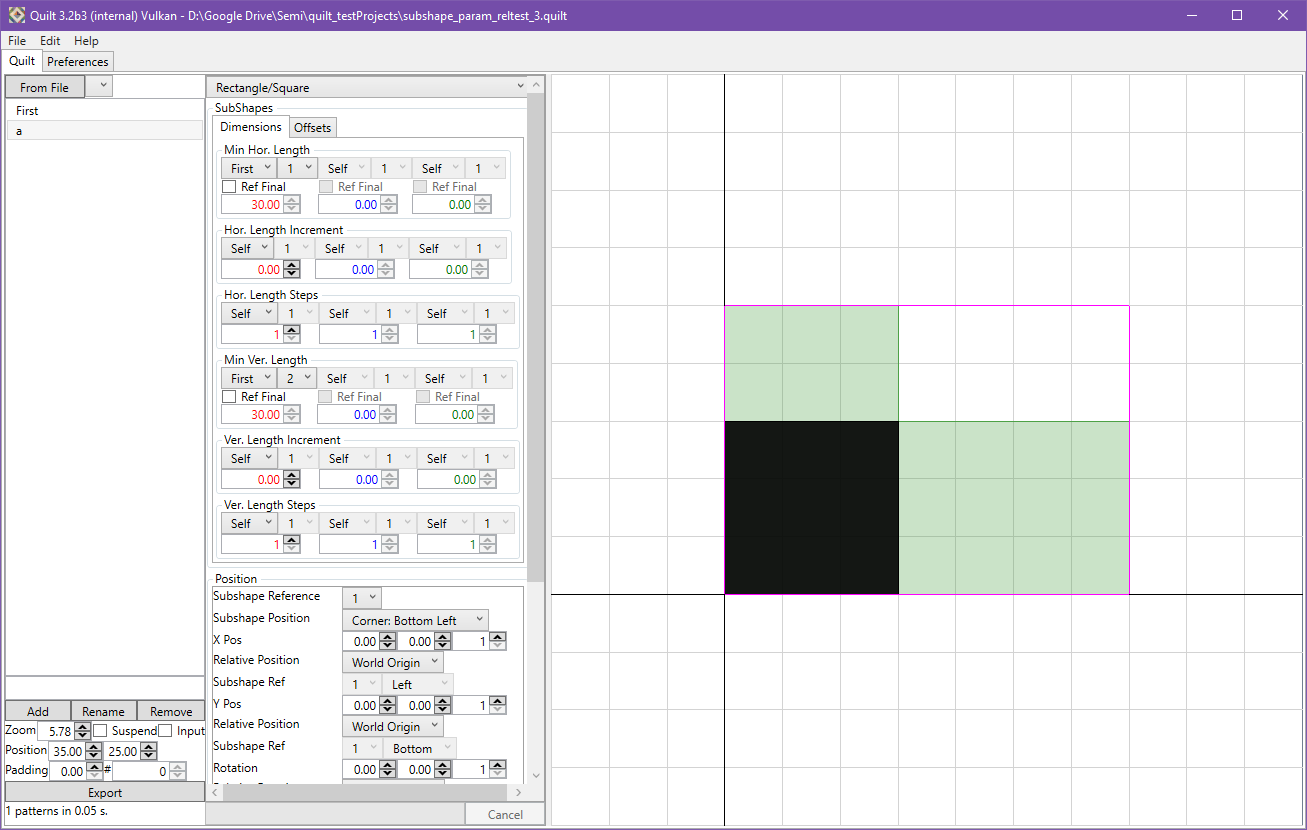 Quilt 3.2b3 (internal) Vulkan - D:\Google Drive\Semi\quilt_testProjects\subshape_param_reltest_3.quilt
File Edit Help
Quilt Preferences
From File
First
a
Rectangle/Square
SubShapes
Dimensions Offsets
Min Hor. Length
First 1 Self 1 Self 1
Ref Final Ref Final Ref Final
30.00 0.00 0.00
Hor. Length Increment
Self 1 Self 1 Self 1
0.00 0.00 0.00
Hor. Length Steps
Self 1 Self 1 Self 1
1 1 1
Min Ver. Length
First 2 Self 1 Self 1
Ref Final Ref Final Ref Final
30.00 0.00 0.00
Ver. Length Increment
Self 1 Self 1 Self 1
0.00 0.00 0.00
Ver. Length Steps
Self 1 Self 1 Self 1
1 1 1
Position
Subshape Reference 1
Subshape Position Corner: Bottom Left
X Pos 0.00 0.00 1
Relative Position World Origin
Subshape Ref 1 Left
Y Pos 0.00 0.00 1
Relative Position World Origin
Subshape Ref 1 Bottom
Rotation 0.00 0.00 1
Cancel
Add Rename Remove
Zoom 5.78 Suspend Input
Position 35.00 25.00
Padding 0.00 # 0
Export
1 patterns in 0.05 s.